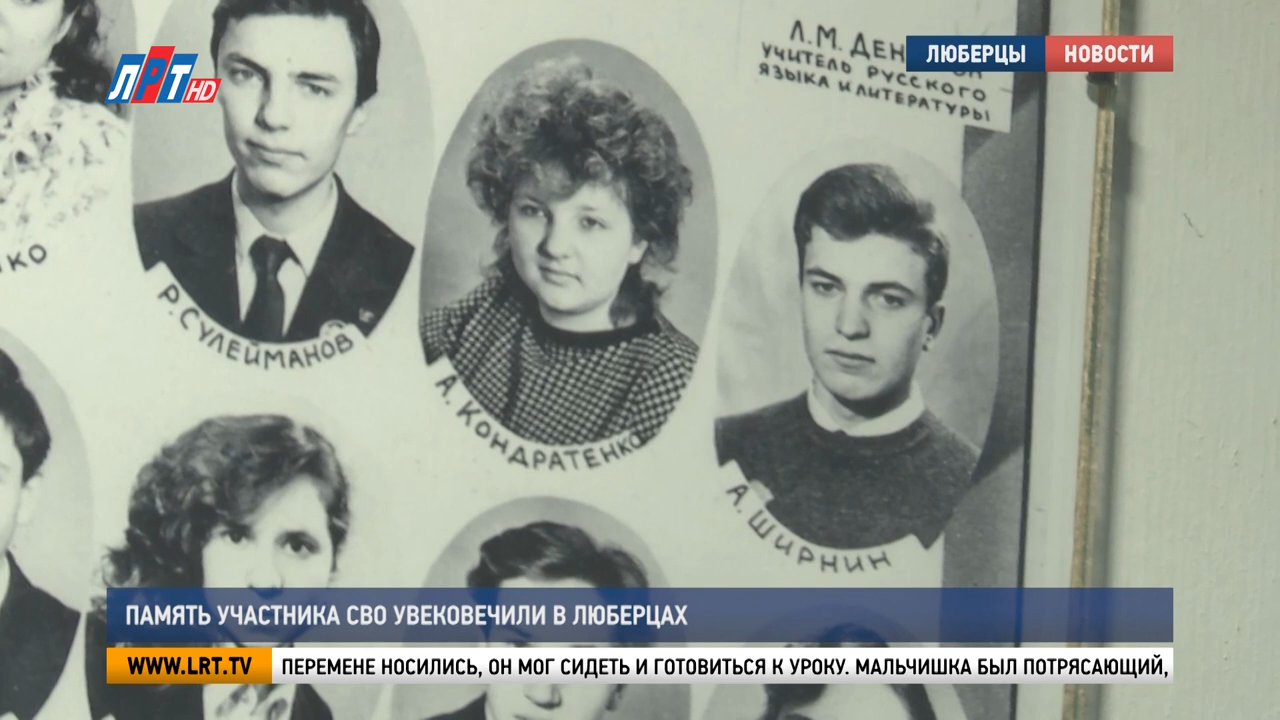 ЛРТ HD
ЛЮБЕРЦЫ НОВОСТИ
Л.М.
УЧИТЕЛЬ РУССКОГО
ЯЗЫКА И ЛИТЕРАТУРЫ
Р. СУЛЕЙМАНОВ
А. КОНДРАТЕНКО
А. ШИРНИН
ПАМЯТЬ УЧАСТНИКА СВО УВЕКОВЕЧИЛИ В ЛЮБЕРЦАХ
WWW.LRT.TV ПЕРЕМЕНЕ НОСИЛИСЬ, ОН МОГ СИДЕТЬ И ГОТОВИТЬСЯ К УРОКУ. МАЛЬЧИШКА БЫЛ ПОТРЯСАЮЩИЙ,